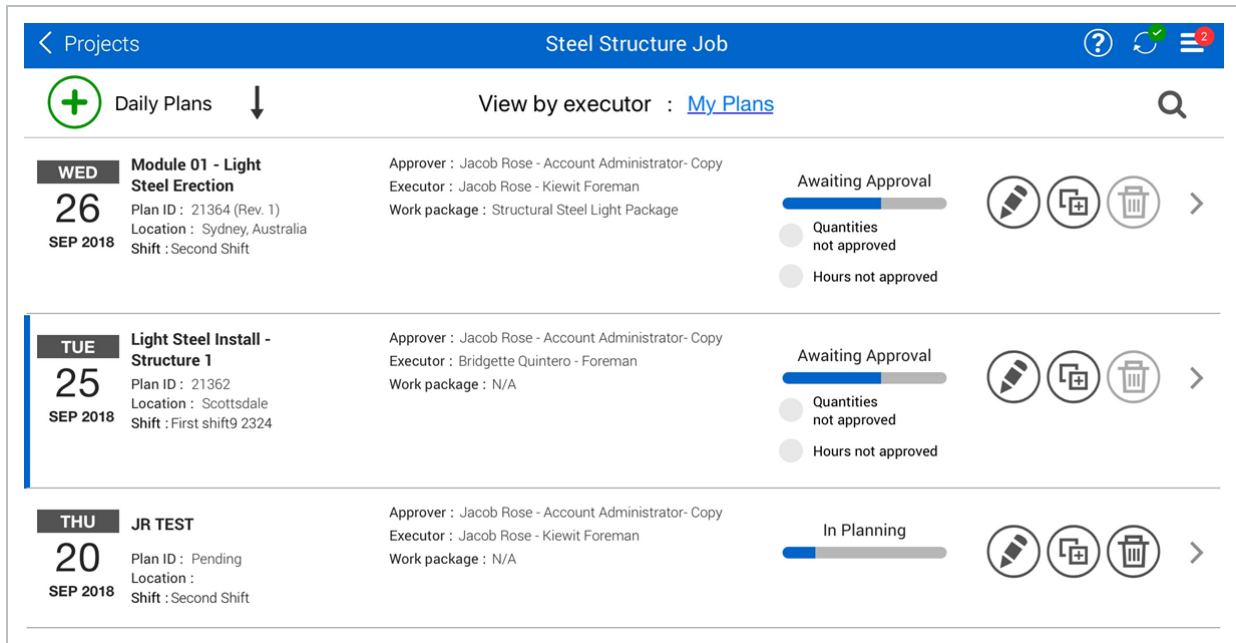 Projects
Steel Structure Job
2
Daily Plans
View by executor : My Plans
WED
26
SEP 2018
Module 01 - Light
Steel Erection
Plan ID : 21364 (Rev. 1)
Location : Sydney, Australia
Shift : Second Shift
Approver : Jacob Rose - Account Administrator- Copy
Executor : Jacob Rose - Kiewit Foreman
Work package : Structural Steel Light Package
Awaiting Approval
Quantities
not approved
Hours not approved
TUE
25
SEP 2018
Light Steel Install -
Structure 1
Plan ID : 21362
Location : Scottsdale
Shift : First shift9 2324
Approver : Jacob Rose - Account Administrator- Copy
Executor : Bridgette Quintero - Foreman
Work package : N/A
Awaiting Approval
Quantities
not approved
Hours not approved
THU
20
SEP 2018
JR TEST
Plan ID : Pending
Location :
Shift : Second Shift
Approver : Jacob Rose - Account Administrator- Copy
Executor : Jacob Rose - Kiewit Foreman
Work package : N/A
In Planning